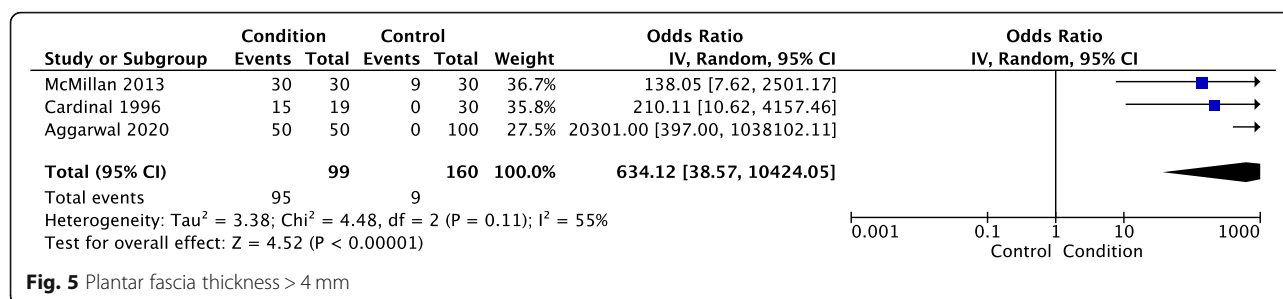 Condition Control Odds Ratio Odds Ratio
Study or Subgroup Events Total Events Total Weight IV, Random, 95% CI IV, Random, 95% CI
McMillan 2013 30 30 9 30 36.7% 138.05 [7.62, 2501.17]
Cardinal 1996 15 19 0 30 35.8% 210.11 [10.62, 4157.46]
Aggarwal 2020 50 50 0 100 27.5% 20301.00 [397.00, 1038102.11]
Total (95% CI) 99 160 100.0% 634.12 [38.57, 10424.05]
Total events 95 9
Heterogeneity: Tau² = 3.38; Chi² = 4.48, df = 2 (P = 0.11); I² = 55%
Test for overall effect: Z = 4.52 (P < 0.00001)
0.001 0.1 1 10 1000
Control Condition
Fig. 5 Plantar fascia thickness > 4 mm